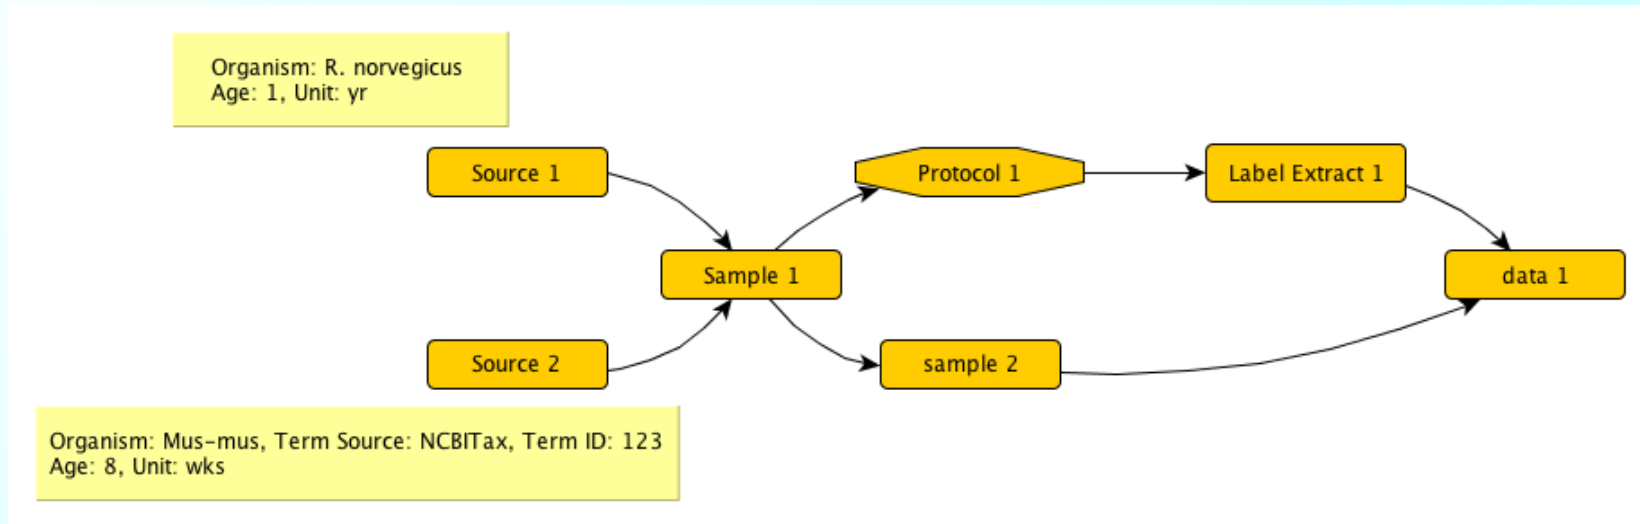 Organism: R. norvegicus
Age: 1, Unit: yr
Source 1
Protocol 1
Label Extract 1
Sample 1
data 1
Source 2
sample 2
Organism: Mus-mus, Term Source: NCBITax, Term ID: 123
Age: 8, Unit: wks